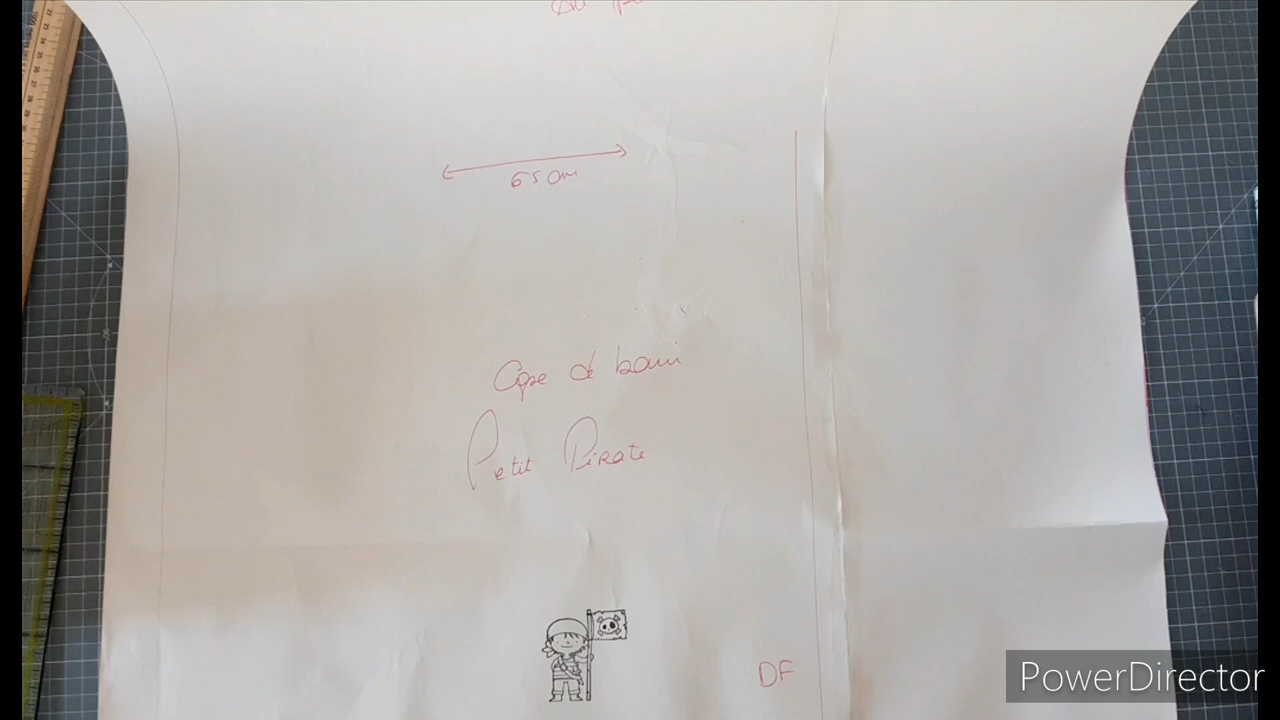 65 cm
Cape de bain
Petit Pirate
DF
PowerDirector